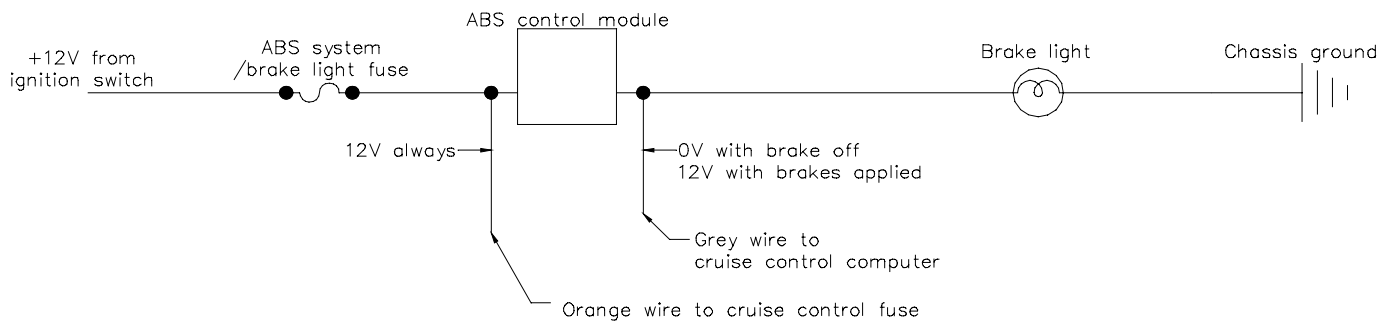 ABS control module
+12V from
ignition switch
ABS system
/brake light fuse
Brake light
Chassis ground
12V always
0V with brake off
12V with brakes applied
Grey wire to
cruise control computer
Orange wire to cruise control fuse